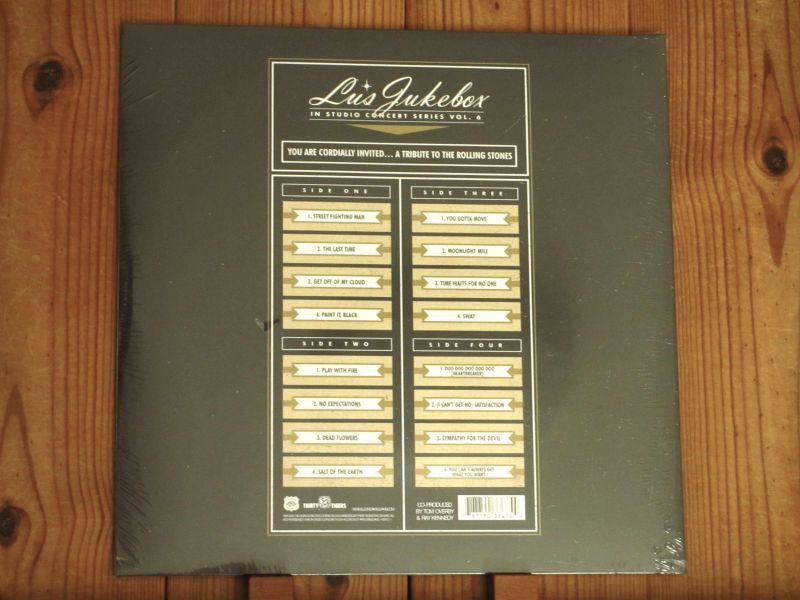 Lu's Jukebox
IN STUDIO CONCERT SERIES VOL. 6
YOU ARE CORDIALLY INVITED... A TRIBUTE TO THE ROLLING STONES
SIDE ONE
1. STREET FIGHTING MAN
2. THE LAST TIME
3. GET OFF OF MY CLOUD
4. PAINT IT, BLACK
SIDE TWO
1. PLAY WITH FIRE
2. NO EXPECTATIONS
3. DEAD FLOWERS
4. SALT OF THE EARTH
SIDE THREE
1. YOU GOTTA MOVE
2. MOONLIGHT MILE
3. TIME WAITS FOR NO ONE
4. SWAY
SIDE FOUR
1. DOO DOO DOO DOO DOO
(HEARTBREAKER)
2. (I CAN'T GET NO) SATISFACTION
3. SYMPATHY FOR THE DEVIL
4. YOU CAN'T ALWAYS GET
WHAT YOU WANT
THIRTY TIGERS
CO-PRODUCED
BY TOM OVERBY
& RAY KENNEDY